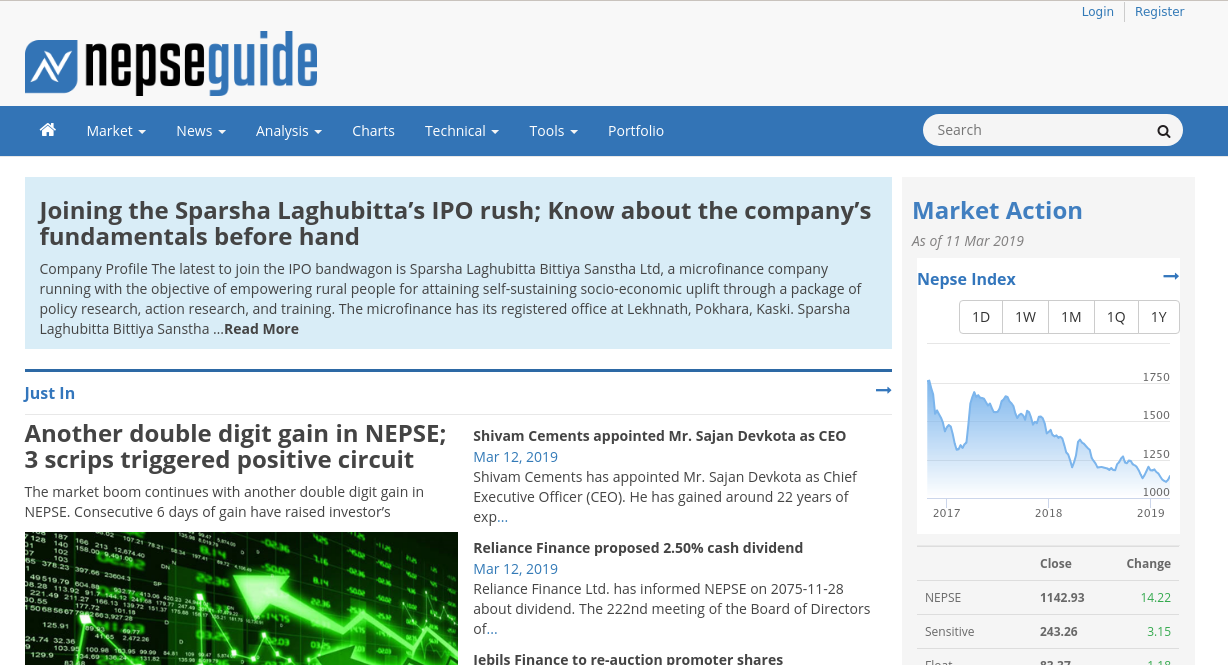 Login Register
nepseguide
Market News Analysis Charts Technical Tools Portfolio Search
Joining the Sparsha Laghubitta’s IPO rush; Know about the company’s
fundamentals before hand
Company Profile The latest to join the IPO bandwagon is Sparsha Laghubitta Bittiya Sanstha Ltd, a microfinance company
running with the objective of empowering rural people for attaining self-sustaining socio-economic uplift through a package of
policy research, action research, and training. The microfinance has its registered office at Lekhnath, Pokhara, Kaski. Sparsha
Laghubitta Bittiya Sanstha ...Read More
Just In
Another double digit gain in NEPSE;
3 scrips triggered positive circuit
The market boom continues with another double digit gain in
NEPSE. Consecutive 6 days of gain have raised investor’s
Shivam Cements appointed Mr. Sajan Devkota as CEO
Mar 12, 2019
Shivam Cements has appointed Mr. Sajan Devkota as Chief
Executive Officer (CEO). He has gained around 22 years of
exp...
Reliance Finance proposed 2.50% cash dividend
Mar 12, 2019
Reliance Finance Ltd. has informed NEPSE on 2075-11-28
about dividend. The 222nd meeting of the Board of Directors
of...
Jebils Finance to re-auction promoter shares
Market Action
As of 11 Mar 2019
Nepse Index
1D 1W 1M 1Q 1Y
1750
1500
1250
1000
2017 2018 2019
Close Change
NEPSE 1142.93 14.22
Sensitive 243.26 3.15
Float 83.37 1.18